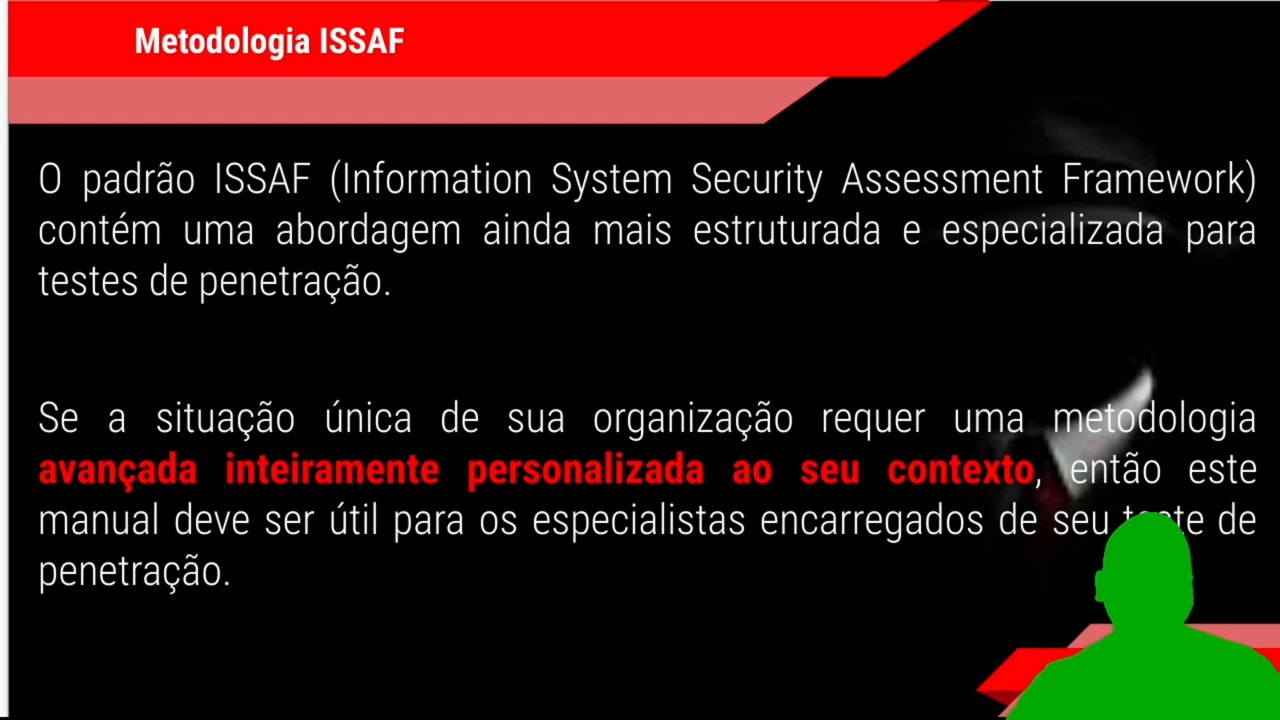 Metodologia ISSAF
O padrão ISSAF (Information System Security Assessment Framework)
contém uma abordagem ainda mais estruturada e especializada para
testes de penetração.
Se a situação única de sua organização requer uma metodologia
avançada inteiramente personalizada ao seu contexto, então este
manual deve ser útil para os especialistas encarregados de seu teste de
penetração.